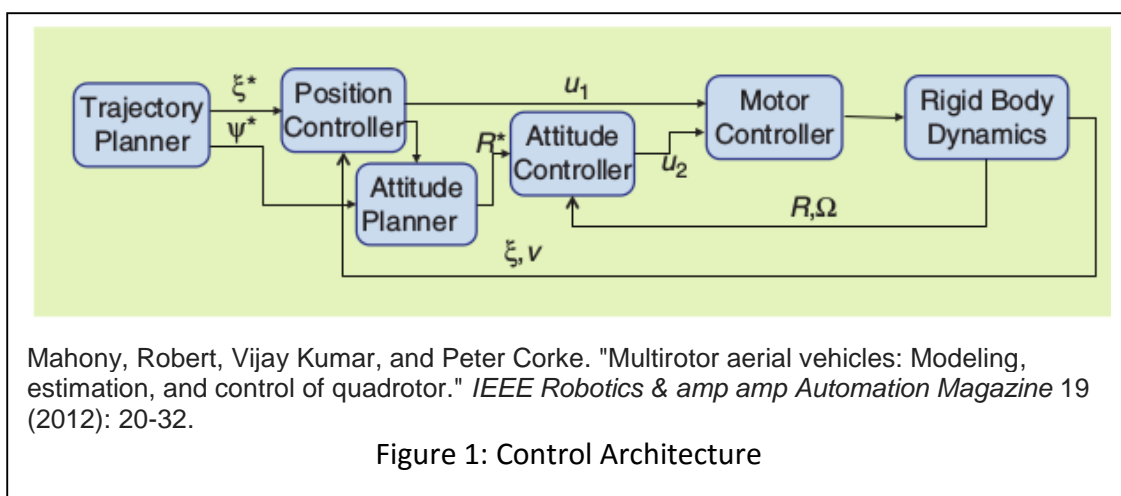 Trajectory
Planner
ξ*
ψ*
Position
Controller
Attitude
Planner
R*
Attitude
Controller
u1
u2
Motor
Controller
Rigid Body
Dynamics
R,Ω
ξ, v
Mahony, Robert, Vijay Kumar, and Peter Corke. "Multirotor aerial vehicles: Modeling,
estimation, and control of quadrotor." IEEE Robotics & amp amp Automation Magazine 19
(2012): 20-32.
Figure 1: Control Architecture